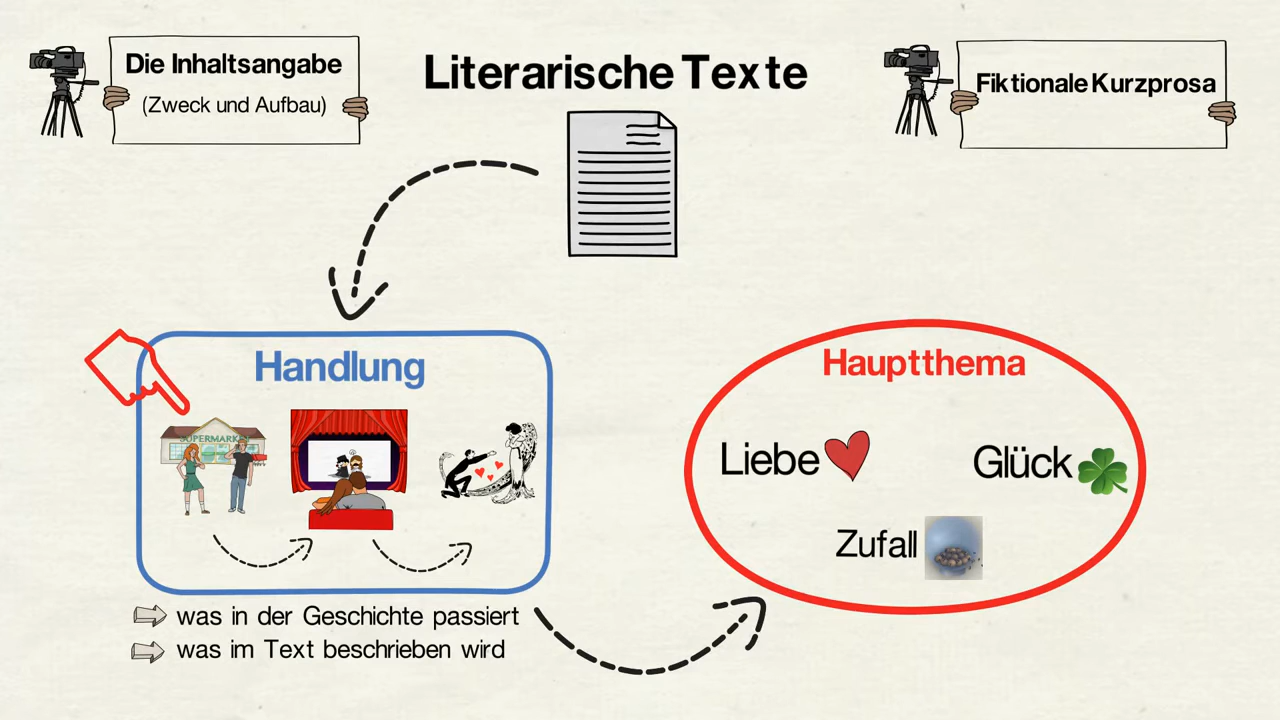 Die Inhaltsangabe
(Zweck und Aufbau)
Literarische Texte
Fiktionale Kurzprosa
Handlung
SUPERMARKET
Hauptthema
Liebe
Glück
Zufall
was in der Geschichte passiert
was im Text beschrieben wird